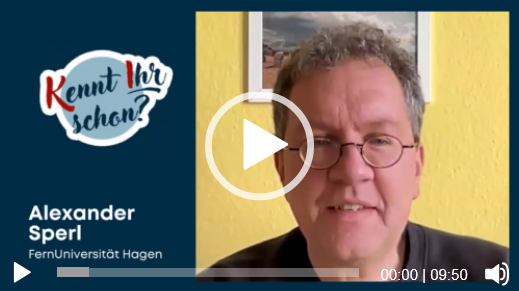 Kennt Ihr
schon?
Alexander
Sperl
FernUniversität Hagen
00:00 | 09:50